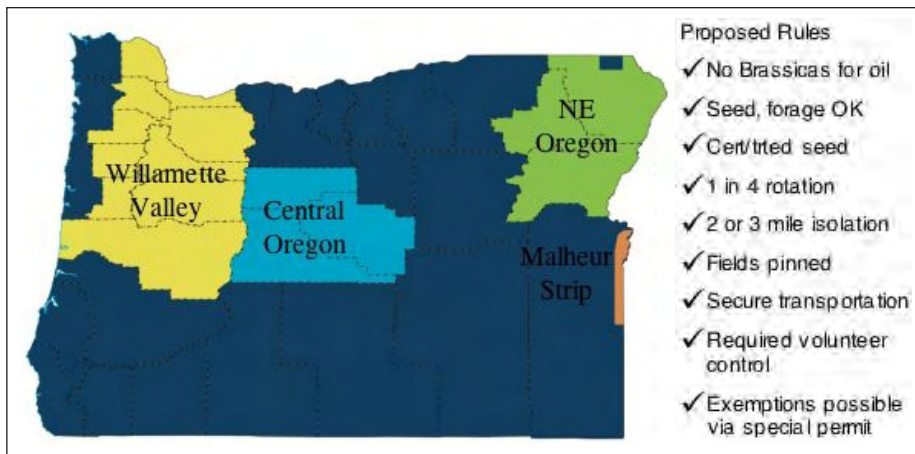 Willamette
Valley
Central
Oregon
NE
Oregon
Malheur
Strip
Proposed Rules
✓ No Brassicas for oil
✓ Seed, forage OK
✓ Cert/trted seed
✓ 1 in 4 rotation
✓ 2 or 3 mile isolation
✓ Fields pinned
✓ Secure transportation
✓ Required volunteer
control
✓ Exemptions possible
via special permit